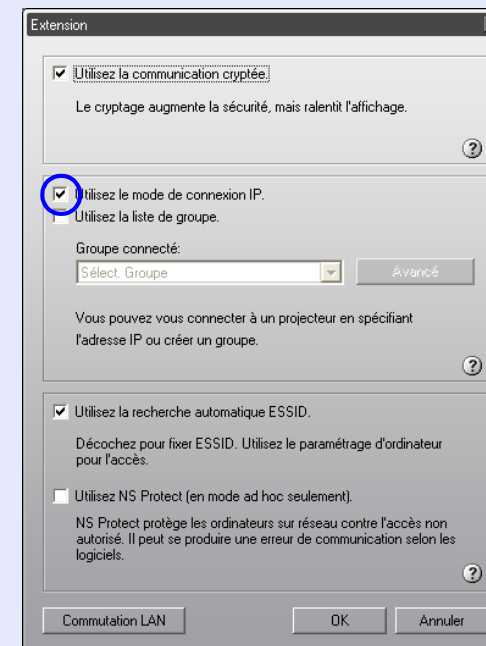 Extension
Utilisez la communication cryptée.
Le cryptage augmente la sécurité, mais ralentit l'affichage.
?
Utilisez le mode de connexion IP.
Utilisez la liste de groupe.
Groupe connecté:
Sélect. Groupe
Avancé
Vous pouvez vous connecter à un projecteur en spécifiant
l'adresse IP ou créer un groupe.
?
Utilisez la recherche automatique ESSID.
Décochez pour fixer ESSID. Utilisez le paramétrage d'ordinateur
pour l'accès.
Utilisez NS Protect (en mode ad hoc seulement).
NS Protect protège les ordinateurs sur réseau contre l'accès non
autorisé. Il peut se produire une erreur de communication selon les
logiciels.
?
Commutation LAN
OK
Annuler